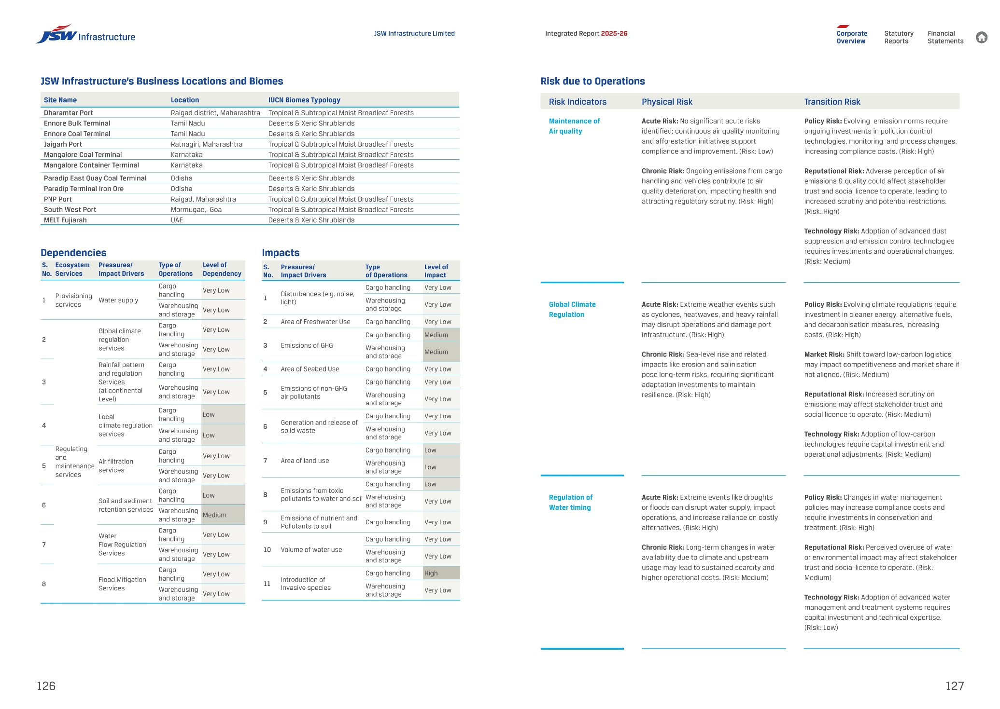 JSW Infrastructure
JSW Infrastructure Limited
JSW Infrastructure's Business Locations and Biomes
Site Name Location IUCN Biomes Typology
Dharamtar Port Raigad district, Maharashtra Tropical & Subtropical Moist Broadleaf Forests
Ennore Bulk Terminal Tamil Nadu Deserts & Xeric Shrublands
Ennore Coal Terminal Tamil Nadu Deserts & Xeric Shrublands
Jaigarh Port Ratnagiri, Maharashtra Tropical & Subtropical Moist Broadleaf Forests
Mangalore Coal Terminal Karnataka Tropical & Subtropical Moist Broadleaf Forests
Mangalore Container Terminal Karnataka Tropical & Subtropical Moist Broadleaf Forests
Paradip East Quay Coal Terminal Odisha Deserts & Xeric Shrublands
Paradip Terminal Iron Ore Odisha Deserts & Xeric Shrublands
PNP Port Raigad, Maharashtra Tropical & Subtropical Moist Broadleaf Forests
South West Port Mormugao, Goa Tropical & Subtropical Moist Broadleaf Forests
MELT Fujiarah UAE Deserts & Xeric Shrublands
Dependencies
S. Ecosystem Pressures/ Type of Level of
No. Services Impact Drivers Operations Dependency
1 Provisioning
services
Water supply
Cargo
handling
Very Low
Warehousing
and storage
Very Low
Regulating
and
maintenance
services
2
Global climate
regulation
services
Cargo
handling
Very Low
Warehousing
and storage
Very Low
3
Rainfall pattern
and regulation
Services
(at continental
Level)
Cargo
handling
Very Low
Warehousing
and storage
Very Low
4
Local
climate regulation
services
Cargo
handling
Low
Warehousing
and storage
Low
5
Air filtration
services
Cargo
handling
Very Low
Warehousing
and storage
Very Low
6
Soil and sediment
retention services
Cargo
handling
Low
Warehousing
and storage
Medium
7
Water
Flow Regulation
Services
Cargo
handling
Very Low
Warehousing
and storage
Very Low
8
Flood Mitigation
Services
Cargo
handling
Very Low
Warehousing
and storage
Very Low
Impacts
S. Pressures/ Type Level of
No. Impact Drivers of Operations Impact
1
Disturbances (e.g. noise,
light)
Cargo handling Very Low
Warehousing
and storage
Very Low
2 Area of Freshwater Use Cargo handling Very Low
3 Emissions of GHG
Cargo handling Medium
Warehousing
and storage
Medium
4 Area of Seabed Use Cargo handling Very Low
5
Emissions of non-GHG
air pollutants
Cargo handling Very Low
Warehousing
and storage
Very Low
6
Generation and release of
solid waste
Cargo handling Very Low
Warehousing
and storage
Very Low
7 Area of land use
Cargo handling Low
Warehousing
and storage
Low
8
Emissions from toxic
pollutants to water and soil
Cargo handling Low
Warehousing
and storage
Very Low
9
Emissions of nutrient and
Pollutants to soil
Cargo handling Very Low
10 Volume of water use
Cargo handling Very Low
Warehousing
and storage
Very Low
11
Introduction of
Invasive species
Cargo handling High
Warehousing
and storage
Very Low
126
Integrated Report 2025-26
Corporate
Overview
Statutory
Reports
Financial
Statements
Risk due to Operations
Risk Indicators Physical Risk Transition Risk
Maintenance of
Air quality
Acute Risk: No significant acute risks
identified; continuous air quality monitoring
and afforestation initiatives support
compliance and improvement. (Risk: Low)
Chronic Risk: Ongoing emissions from cargo
handling and vehicles contribute to air
quality deterioration, impacting health and
attracting regulatory scrutiny. (Risk: High)
Policy Risk: Evolving emission norms require
ongoing investments in pollution control
technologies, monitoring, and process changes,
increasing compliance costs. (Risk: High)
Reputational Risk: Adverse perception of air
emissions & quality could affect stakeholder
trust and social licence to operate, leading to
increased scrutiny and potential restrictions.
(Risk: High)
Technology Risk: Adoption of advanced dust
suppression and emission control technologies
requires investments and operational changes.
(Risk: Medium)
Global Climate
Regulation
Acute Risk: Extreme weather events such
as cyclones, heatwaves, and heavy rainfall
may disrupt operations and damage port
infrastructure. (Risk: High)
Chronic Risk: Sea-level rise and related
impacts like erosion and salinisation
pose long-term risks, requiring significant
adaptation investments to maintain
resilience. (Risk: High)
Policy Risk: Evolving climate regulations require
investment in cleaner energy, alternative fuels,
and decarbonisation measures, increasing
costs. (Risk: High)
Market Risk: Shift toward low-carbon logistics
may impact competitiveness and market share if
not aligned. (Risk: Medium)
Reputational Risk: Increased scrutiny on
emissions may affect stakeholder trust and
social licence to operate. (Risk: Medium)
Technology Risk: Adoption of low-carbon
technologies require capital investment and
operational adjustments. (Risk: Medium)
Regulation of
Water timing
Acute Risk: Extreme events like droughts
or floods can disrupt water supply, impact
operations, and increase reliance on costly
alternatives. (Risk: High)
Chronic Risk: Long-term changes in water
availability due to climate and upstream
usage may lead to sustained scarcity and
higher operational costs. (Risk: Medium)
Policy Risk: Changes in water management
policies may increase compliance costs and
require investments in conservation and
treatment. (Risk: High)
Reputational Risk: Perceived overuse of water
or environmental impact may affect stakeholder
trust and social licence to operate. (Risk:
Medium)
Technology Risk: Adoption of advanced water
management and treatment systems requires
capital investment and technical expertise.
(Risk: Low)
127